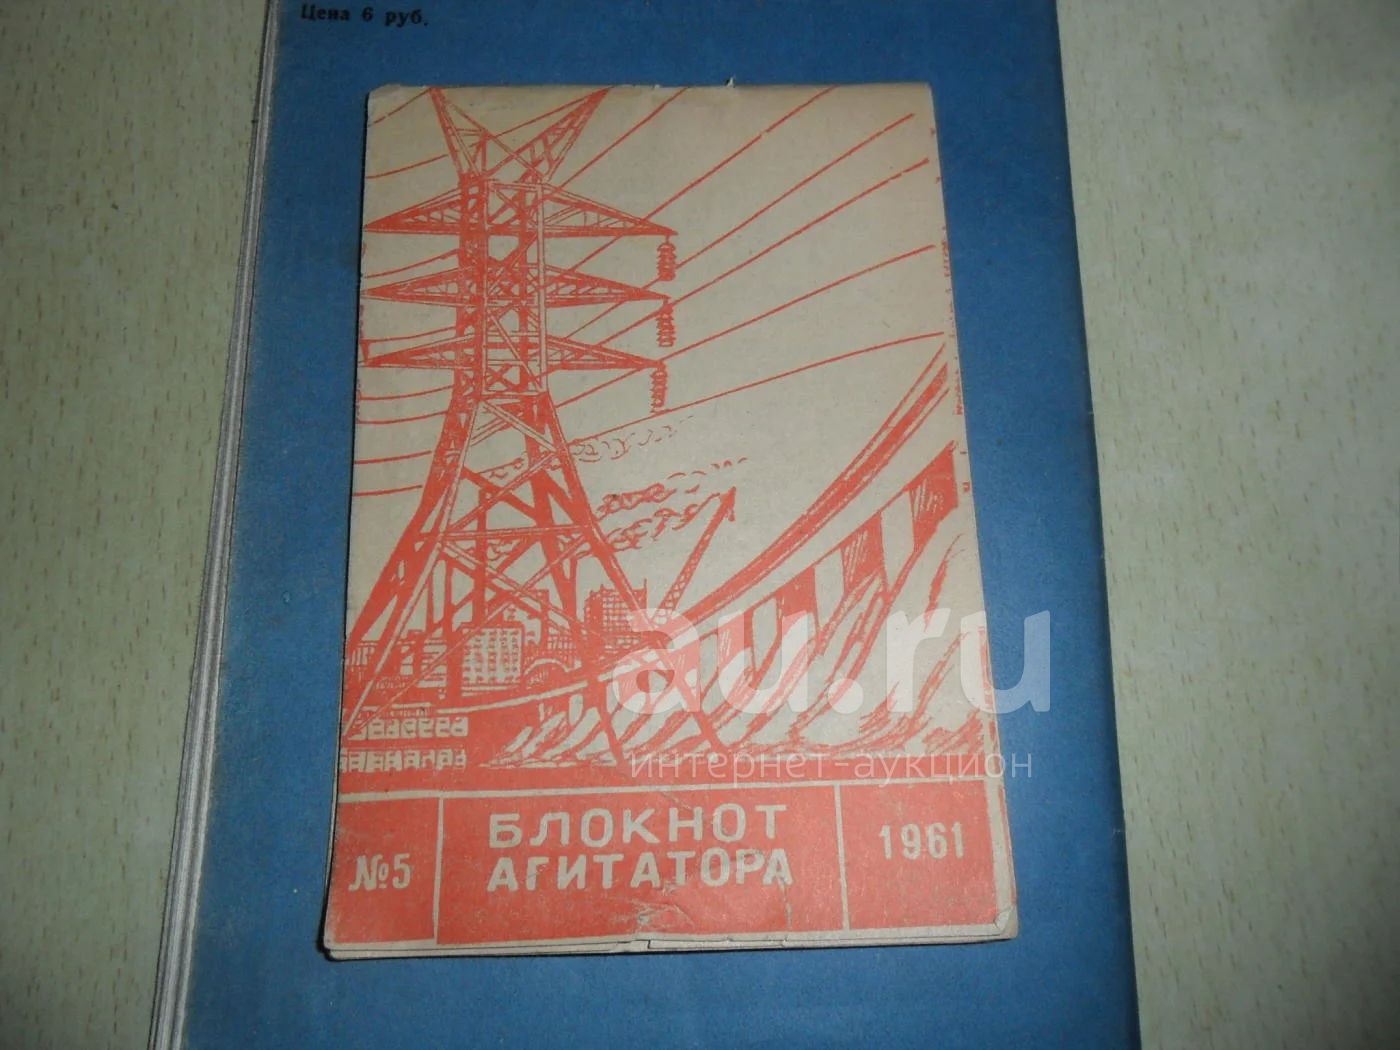 Цена 6 руб.
au.ru
интернет-аукцион
№5
БЛОКНОТ
АГИТАТОРА
1961